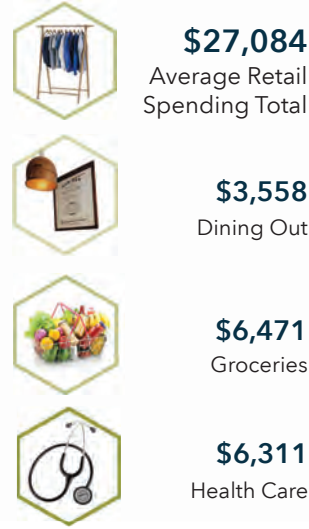 $27,084
Average Retail
Spending Total
$3,558
Dining Out
$6,471
Groceries
$6,311
Health Care